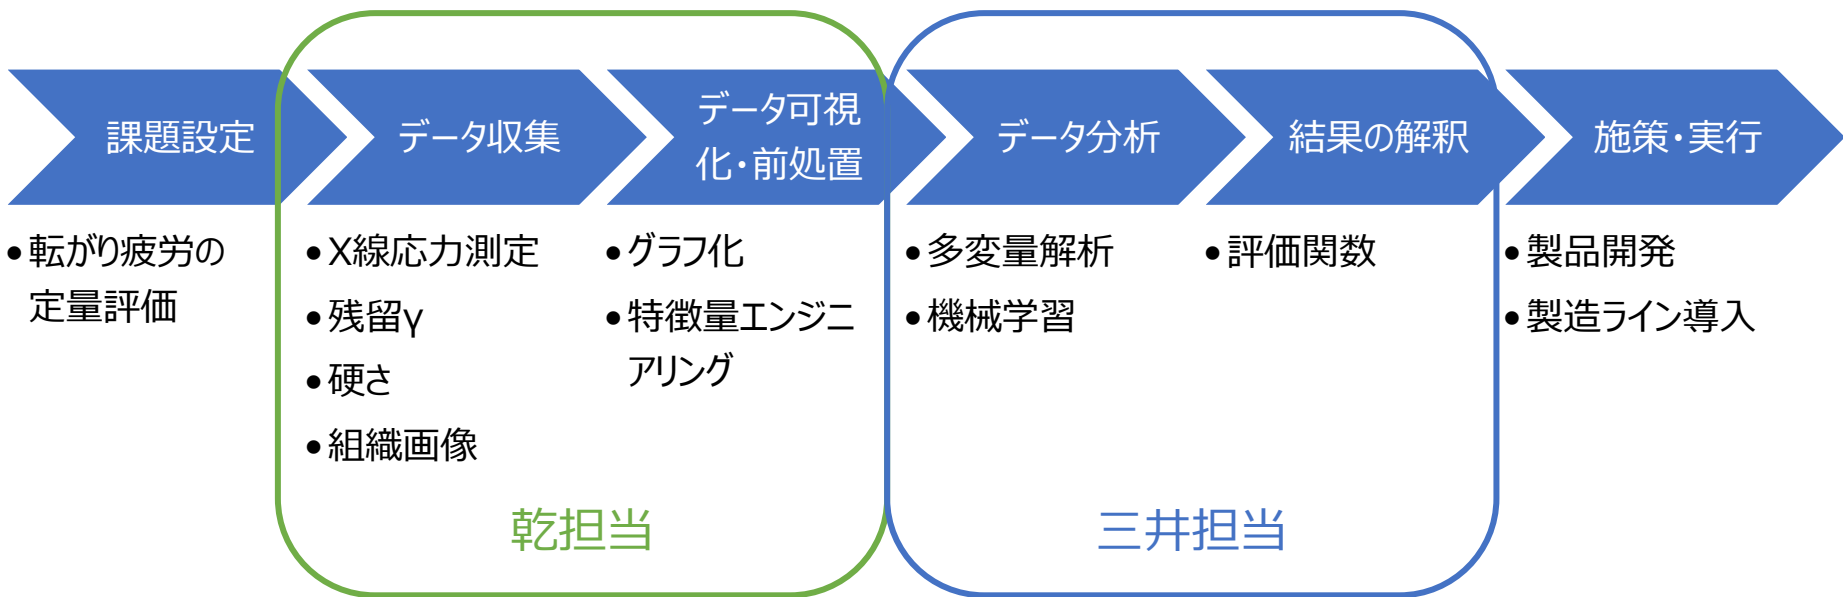 課題設定
データ収集
データ可視
化・前処置
データ分析
結果の解釈
施策・実行
•転がり疲労の
定量評価
•X線応力測定
•残留γ
•硬さ
•組織画像
•グラフ化
•特徴量エンジニ
アリング
•多変量解析
•機械学習
•評価関数
•製品開発
•製造ライン導入
乾担当
三井担当